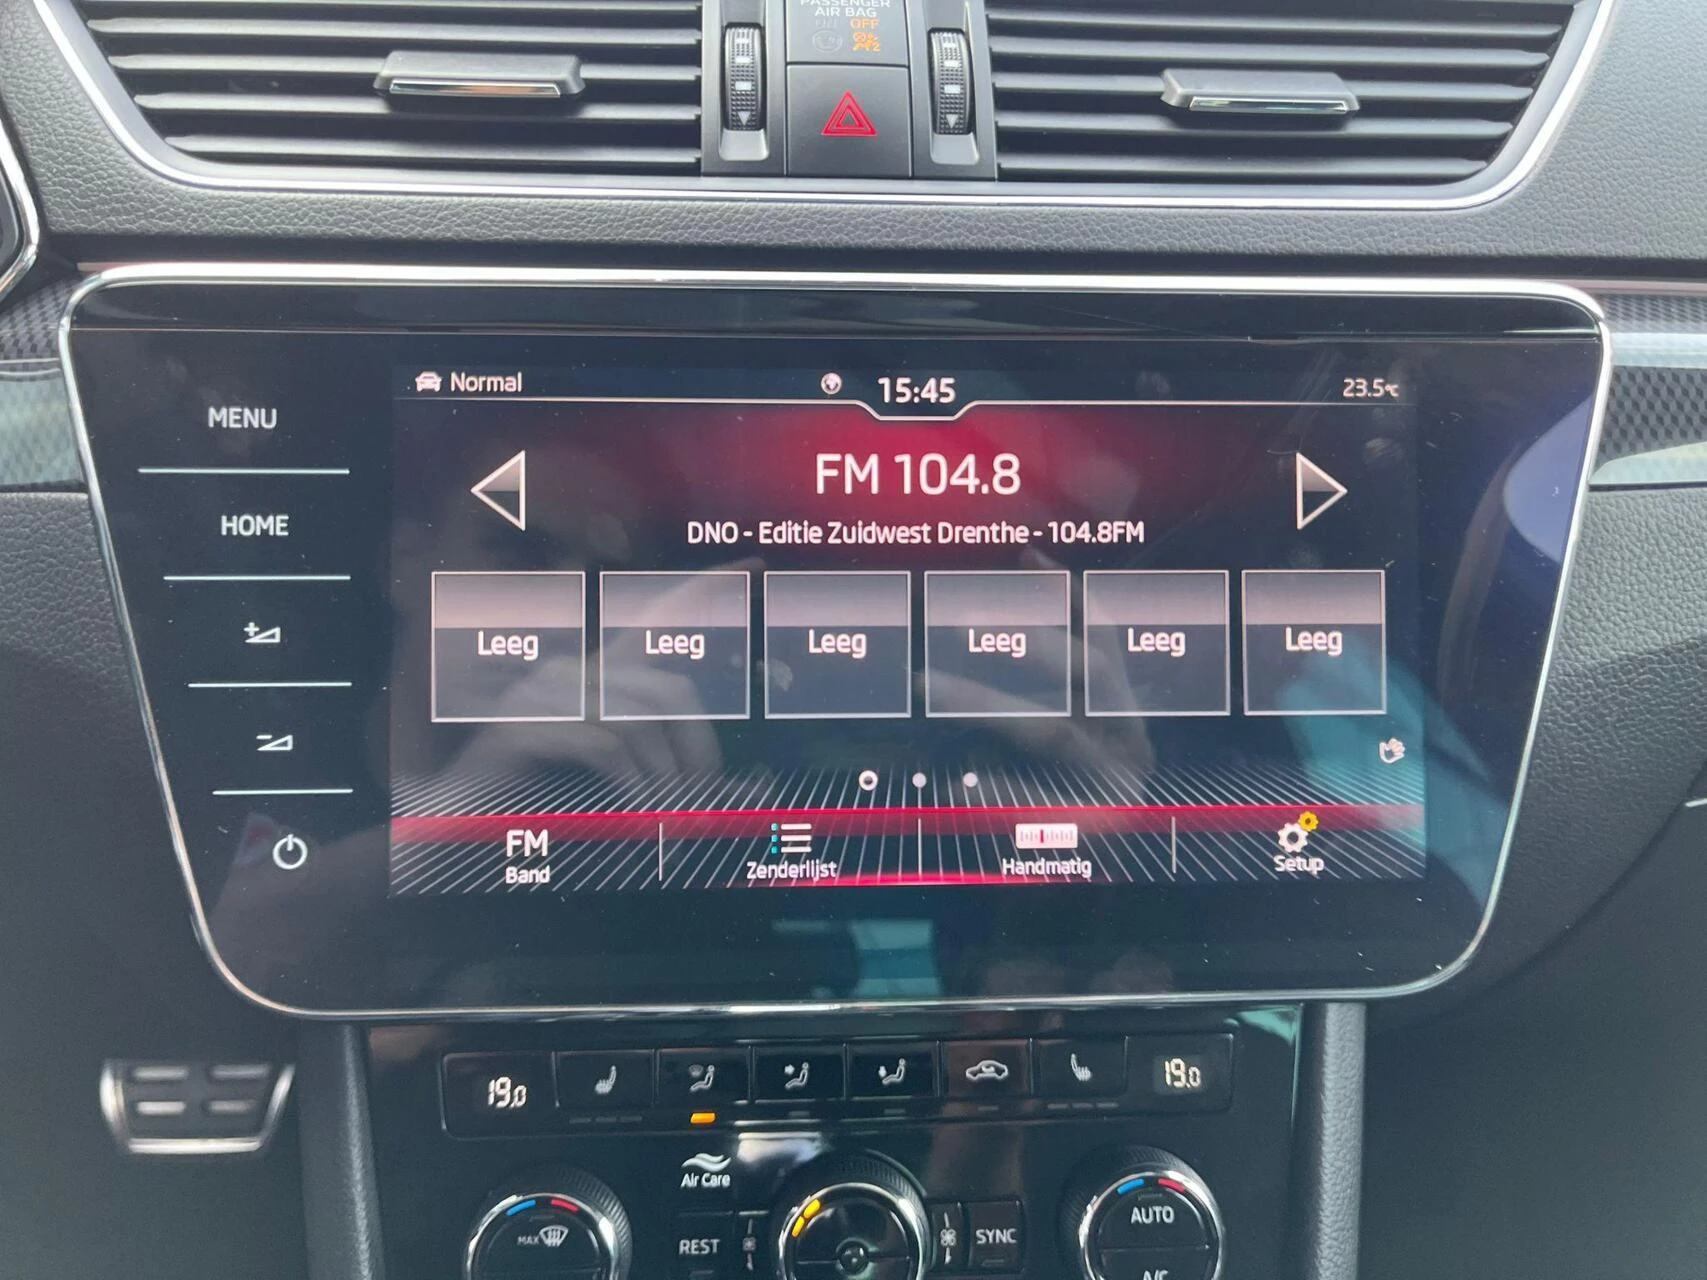 PASSENGER
AIR BAG
OFF
Normal
15:45
23.5°C
MENU
HOME
FM 104.8
DNO - Editie Zuidwest Drenthe - 104.8FM
Leeg
Leeg
Leeg
Leeg
Leeg
Leeg
FM
Band
Zenderlijst
Handmatig
Setup
19.0
19.0
Air Care
MAX
REST
SYNC
AUTO
A/C